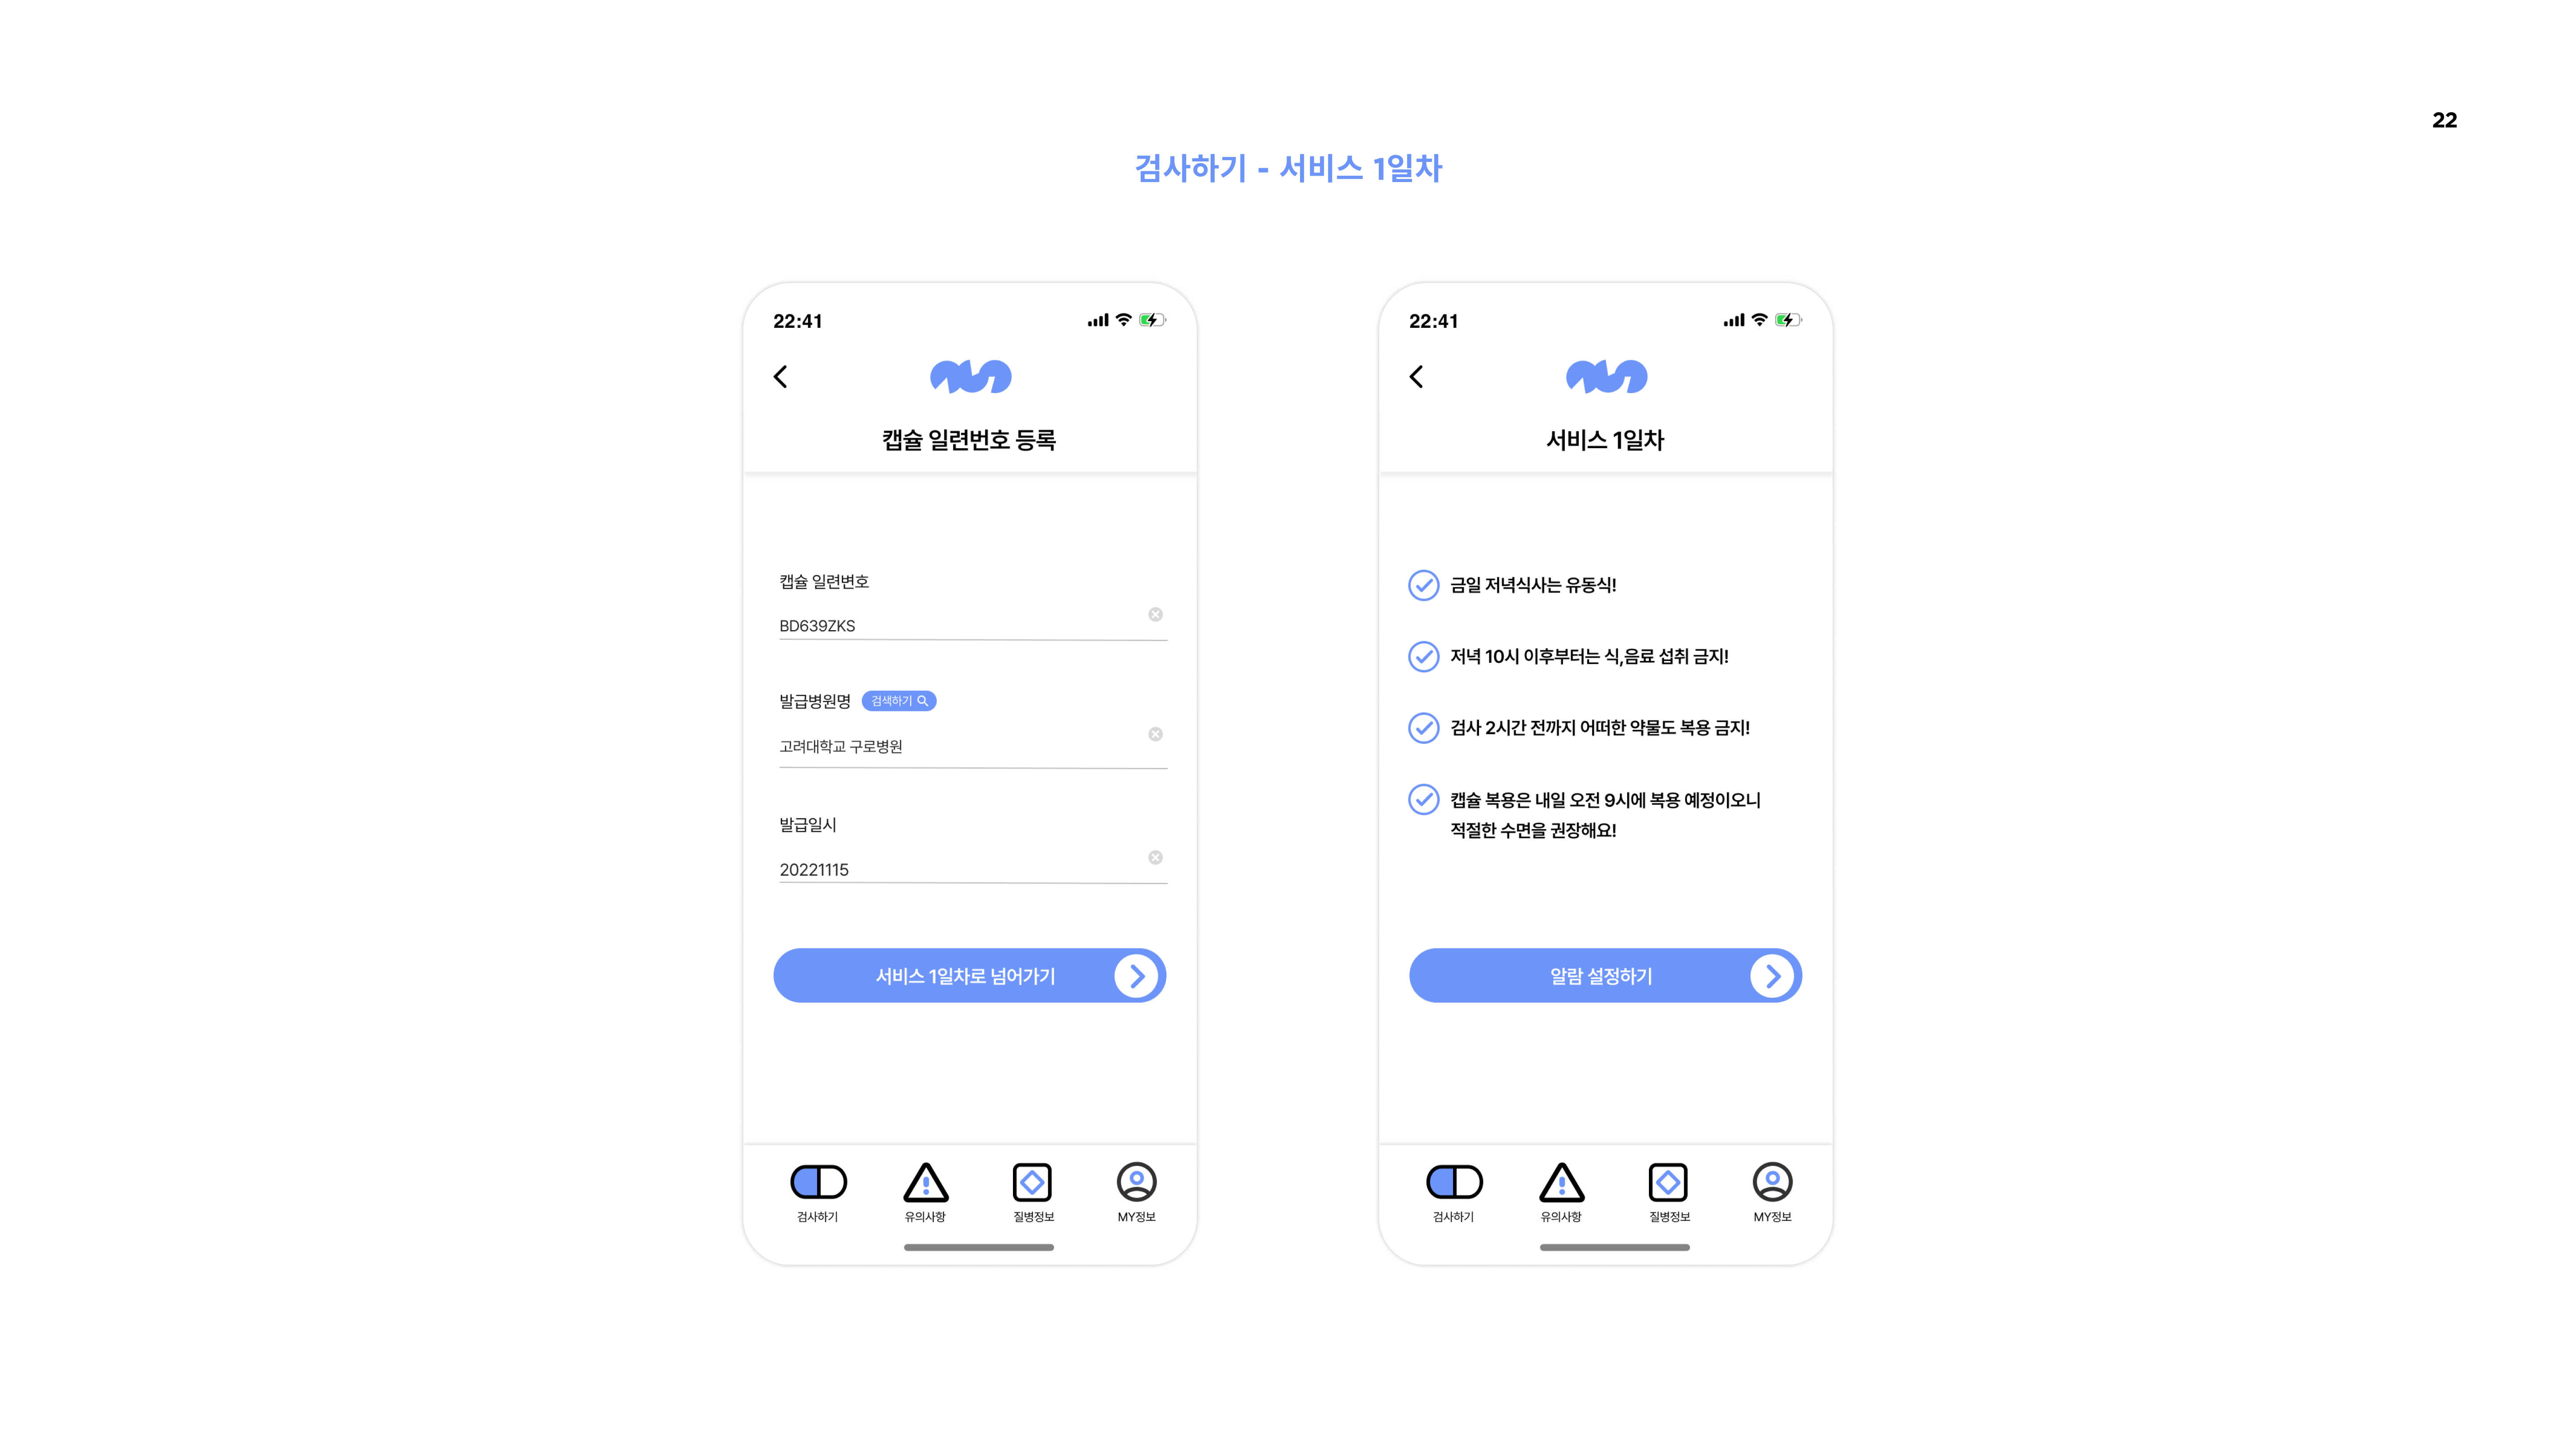 22
검사하기 - 서비스 1일차
22:41
캡슐 일련번호 등록
캡슐 일련변호
BD639ZKS
발급병원명 검색하기
고려대학교 구로병원
발급일시
20221115
서비스 1일차로 넘어가기
검사하기 유의사항 질병정보 MY정보
22:41
서비스 1일차
금일 저녁식사는 유동식!
저녁 10시 이후부터는 식,음료 섭취 금지!
검사 2시간 전까지 어떠한 약물도 복용 금지!
캡슐 복용은 내일 오전 9시에 복용 예정이오니
적절한 수면을 권장해요!
알람 설정하기
검사하기 유의사항 질병정보 MY정보